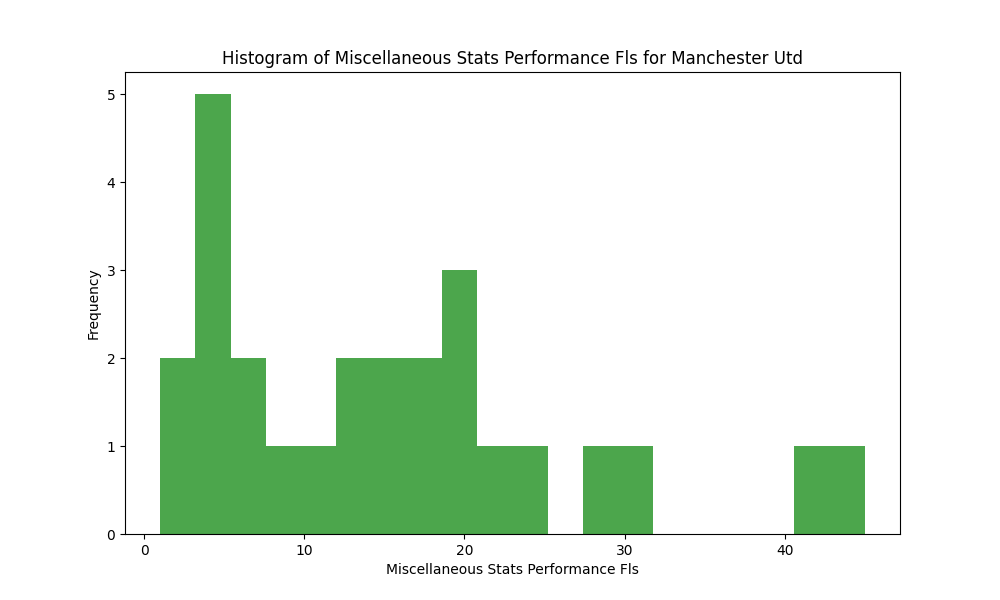 Histogram of Miscellaneous Stats Performance Fls for Manchester Utd
5
4
3
2
1
0
Frequency
0 10 20 30 40
Miscellaneous Stats Performance Fls